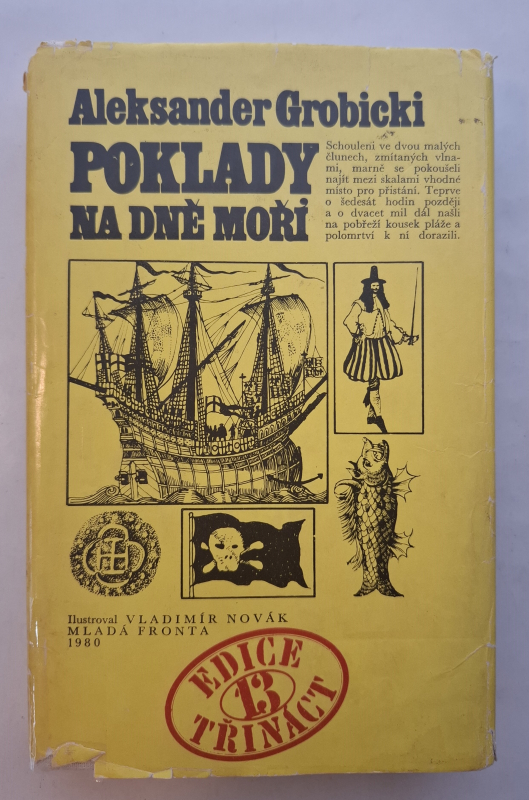 Aleksander Grobicki
POKLADY
NA DNĚ MOŘÍ
Schouleni ve dvou malých
člunech, zmítaných vlna-
mi, marně se pokoušeli
najít mezi skalami vhodné
místo pro přistání. Teprve
o šedesát hodin později
a o dvacet mil dál našli
na pobřeží kousek pláže a
polomrtví k ní dorazili.
Ilustroval VLADIMÍR NOVÁK
MLADÁ FRONTA
1980
EDICE
13
TŘINÁCT